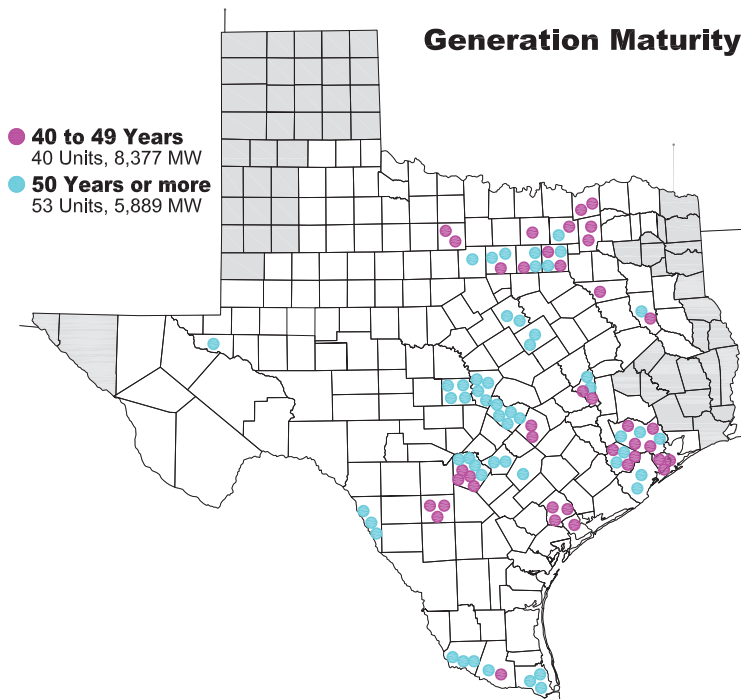 Generation Maturity
40 to 49 Years
40 Units, 8,377 MW
50 Years or more
53 Units, 5,889 MW